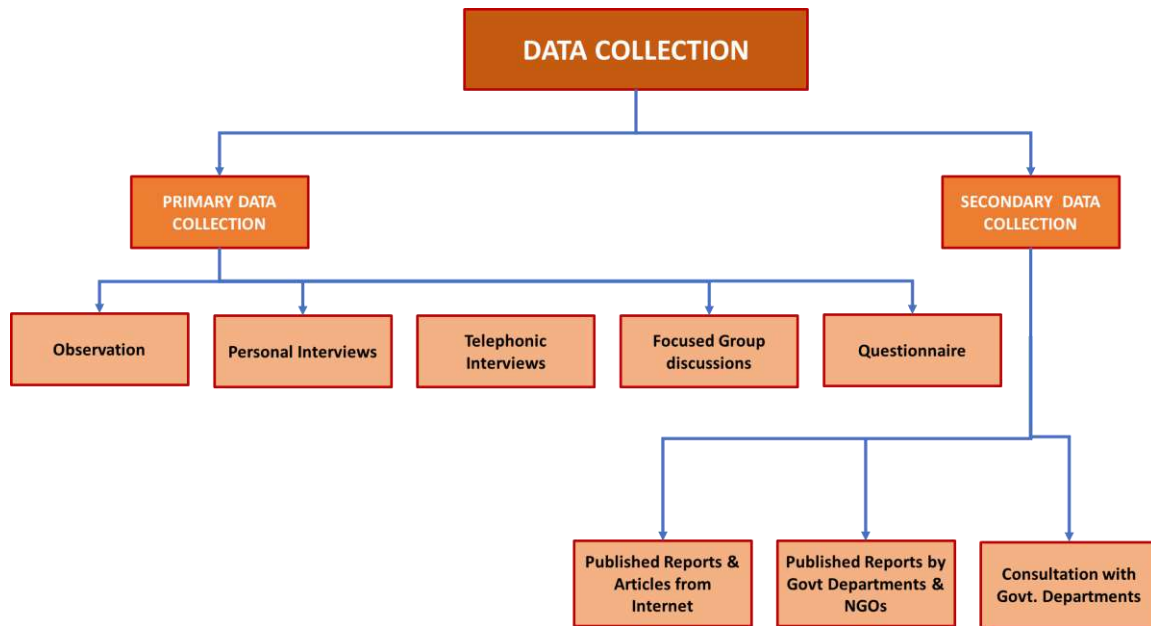 DATA COLLECTION
PRIMARY DATA
COLLECTION
SECONDARY DATA
COLLECTION
Observation
Personal Interviews
Telephonic
Interviews
Focused Group
discussions
Questionnaire
Published Reports &
Articles from
Internet
Published Reports by
Govt Departments &
NGOs
Consultation with
Govt. Departments